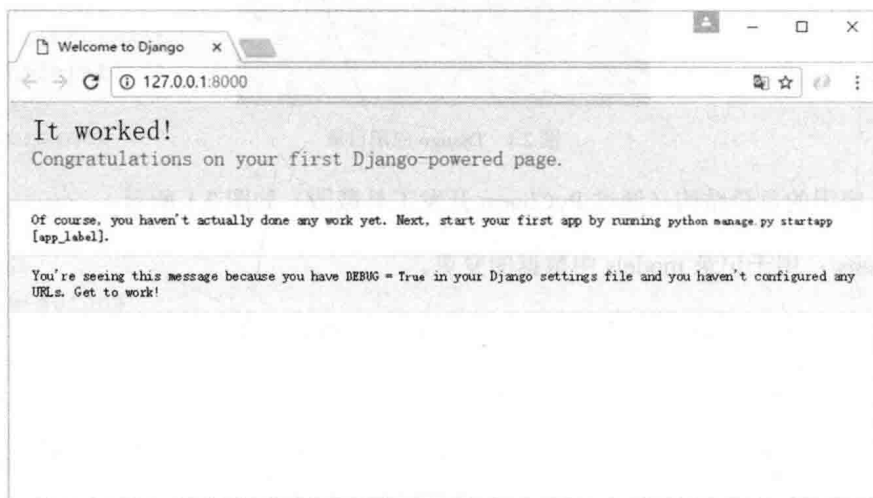 Welcome to Django
127.0.0.1:8000
It worked!
Congratulations on your first Django-powered page.
Of course, you haven't actually done any work yet. Next, start your first app by running python manage.py startapp
[app_label].
You're seeing this message because you have DEBUG = True in your Django settings file and you haven't configured any
URLs. Get to work!